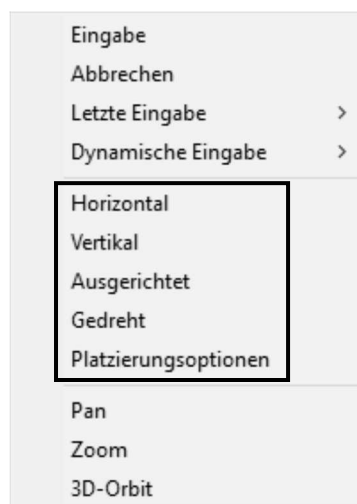 Eingabe
Abbrechen
Letzte Eingabe
Dynamische Eingabe
Horizontal
Vertikal
Ausgerichtet
Gedreht
Platzierungsoptionen
Pan
Zoom
3D-Orbit